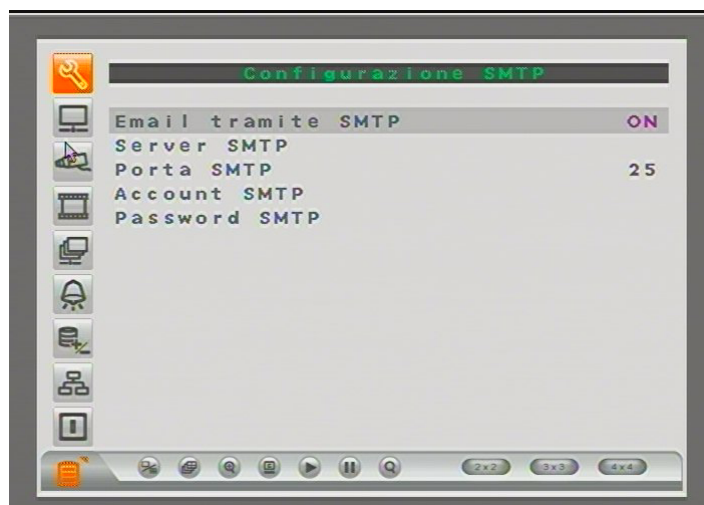 Configurazione SMTP
Email tramite SMTP ON
Server SMTP
Porta SMTP 25
Account SMTP
Password SMTP
2x2 3x3 4x4